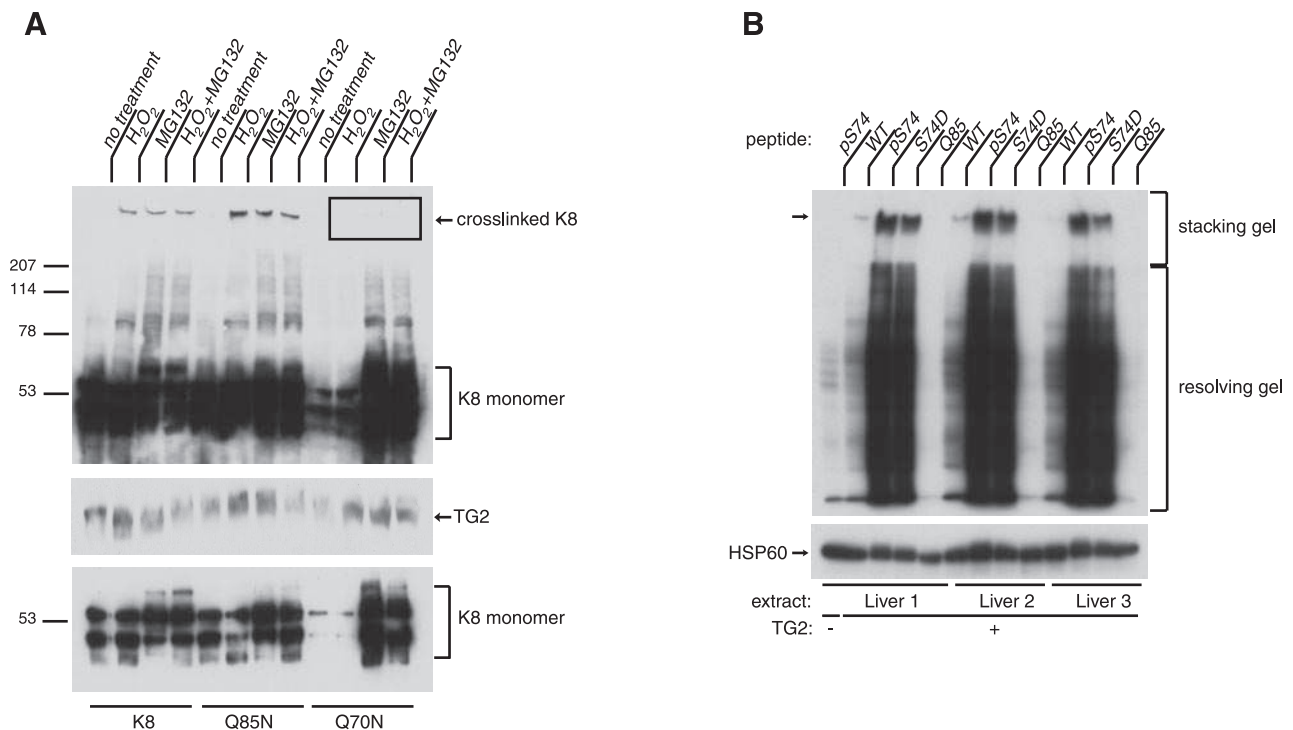 A
no treatment
H2O2
MG132
H2O2+MG132
no treatment
H2O2
MG132
H2O2+MG132
no treatment
H2O2
MG132
H2O2+MG132
crosslinked K8
207
114
78
53
K8 monomer
TG2
53
K8 monomer
K8 Q85N Q70N
B
peptide: pS74 WT pS74 S74D Q85 WT pS74 S74D Q85 WT pS74 S74D Q85
stacking gel
resolving gel
HSP60
extract: Liver 1 Liver 2 Liver 3
TG2: - +